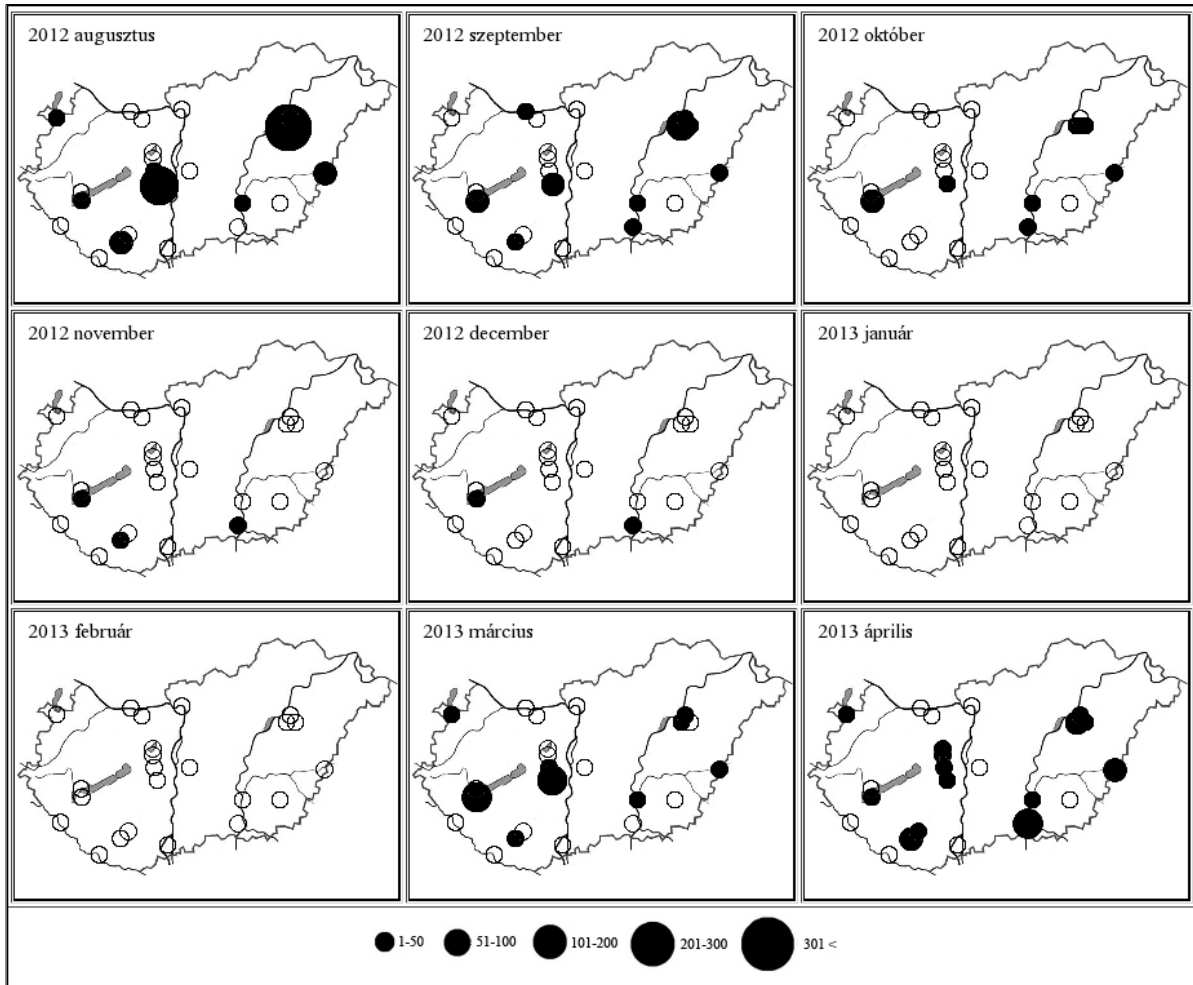 2012 augusztus
2012 szeptember
2012 október
2012 november
2012 december
2013 január
2013 február
2013 március
2013 április
1-50 51-100 101-200 201-300 301 <